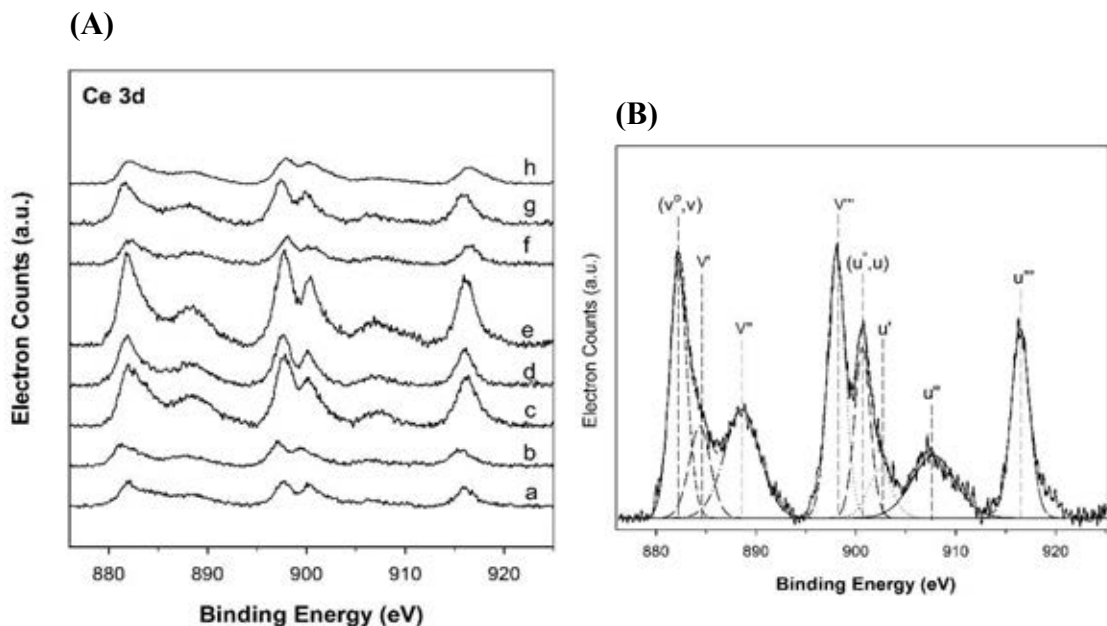 (A)
Ce 3d
h
g
f
e
d
c
b
a
Electron Counts (a.u.)
880 890 900 910 920
Binding Energy (eV)
(B)
(v°,v)
v'
v"
v'''
(u°,u)
u'
u"
u'''
Electron Counts (a.u.)
880 890 900 910 920
Binding Energy (eV)